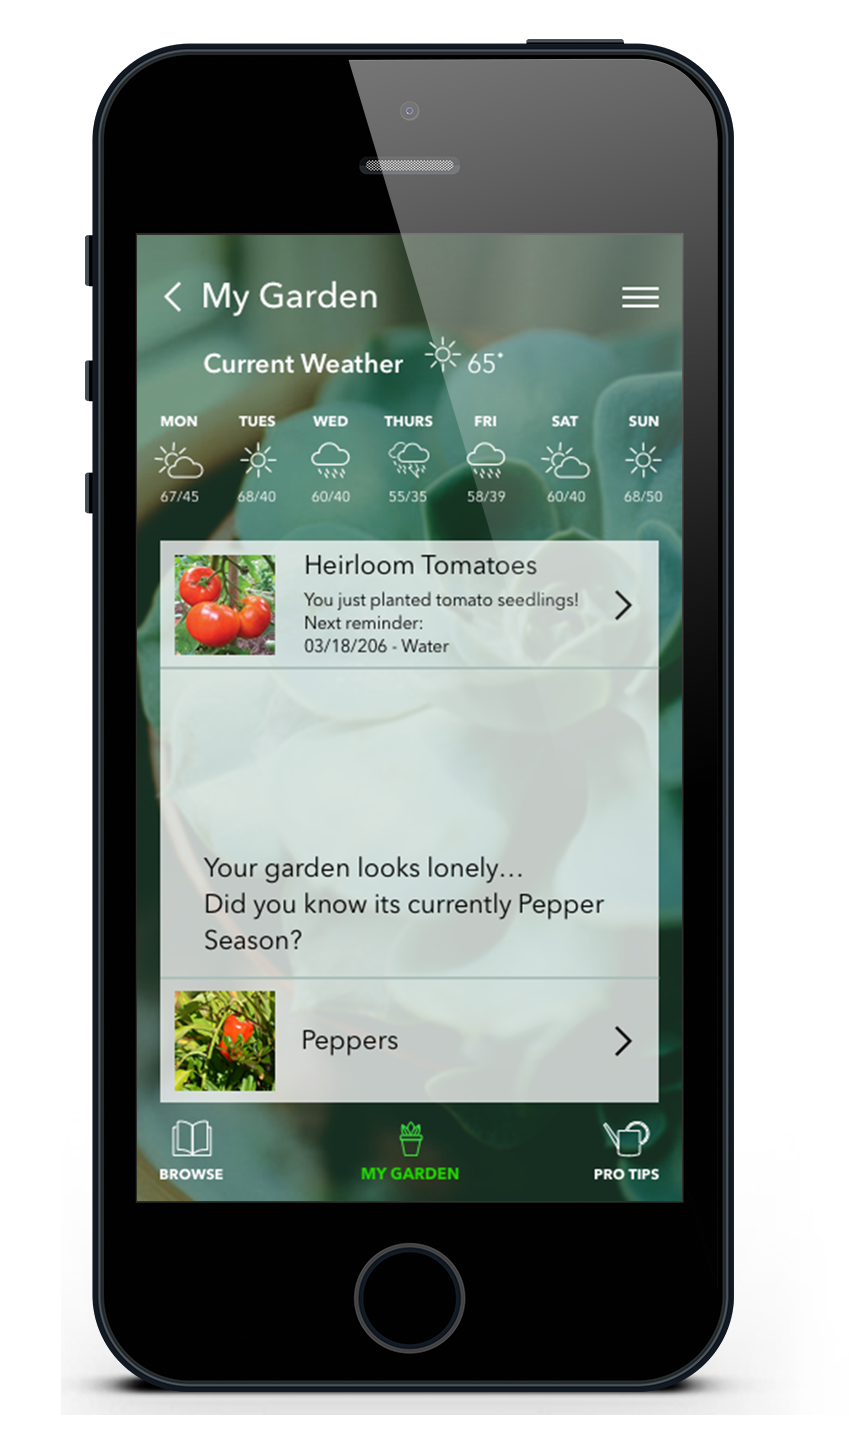 My Garden
Current Weather 65°
MON TUES WED THURS FRI SAT SUN
67/45 68/40 60/40 55/35 58/39 60/40 68/50
Heirloom Tomatoes
You just planted tomato seedlings!
Next reminder:
03/18/206 - Water
Your garden looks lonely...
Did you know its currently Pepper
Season?
Peppers
BROWSE MY GARDEN PRO TIPS